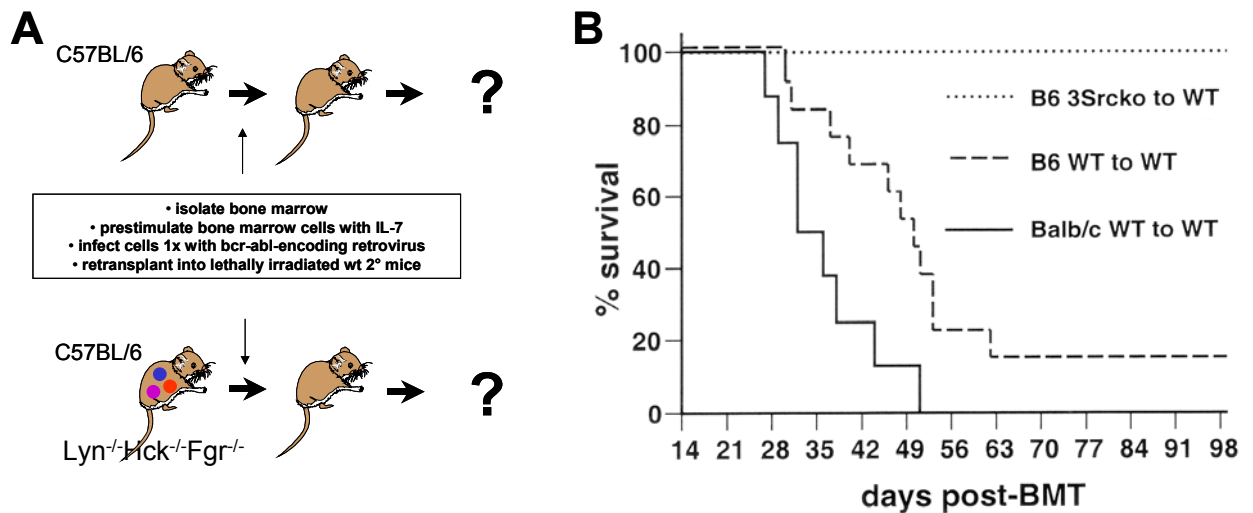 A
C57BL/6
?
• isolate bone marrow
• prestimulate bone marrow cells with IL-7
• infect cells 1x with bcr-abl-encoding retrovirus
• retransplant into lethally irradiated wt 2° mice
C57BL/6
?
Lyn-/-Hck-/-Fgr-/-
B
% survival
100
80
60
40
20
0
B6 3Srcko to WT
B6 WT to WT
Balb/c WT to WT
14 21 28 35 42 49 56 63 70 77 84 91 98
days post-BMT